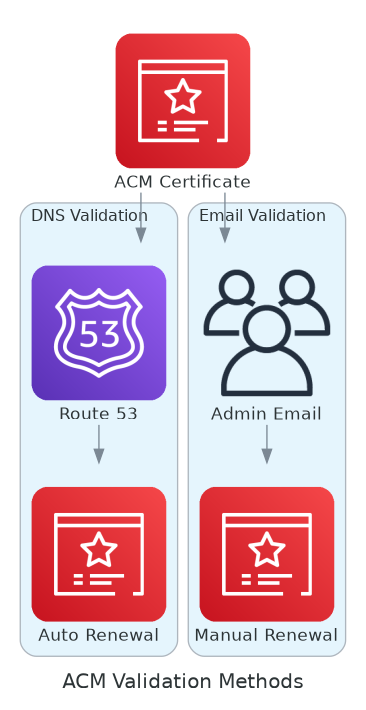 ACM Certificate
DNS Validation
Email Validation
53
Route 53
Admin Email
Auto Renewal
Manual Renewal
ACM Validation Methods